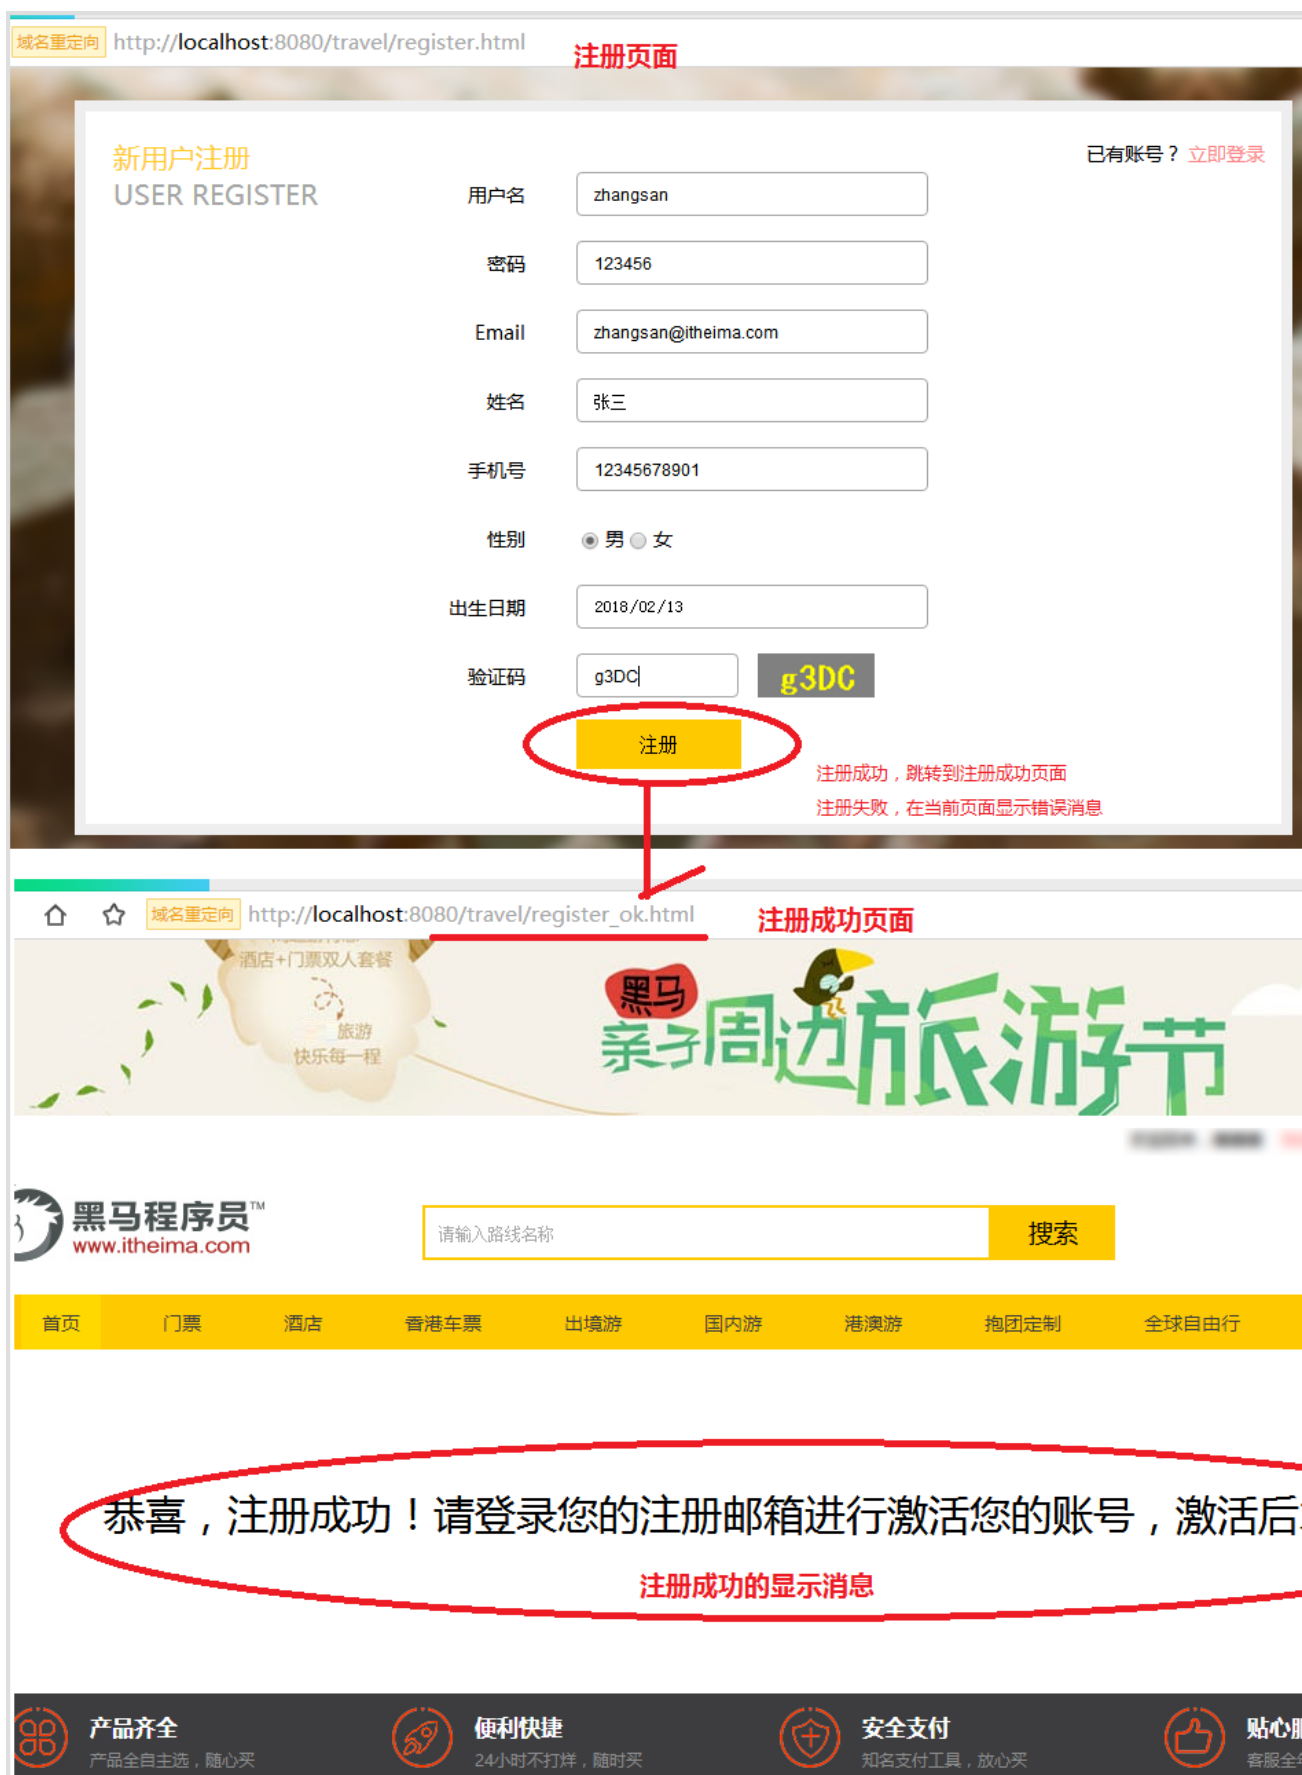 域名重定向 http://localhost:8080/travel/register.html
注册页面
新用户注册
USER REGISTER
已有账号？立即登录
用户名 zhangsan
密码 123456
Email zhangsan@itheima.com
姓名 张三
手机号 12345678901
性别 男 女
出生日期 2018/02/13
验证码 g3DC g3DC
注册
注册成功，跳转到注册成功页面
注册失败，在当前页面显示错误消息
域名重定向 http://localhost:8080/travel/register_ok.html
注册成功页面
酒店+门票双人套餐
旅游
快乐每一程
黑马
亲子周边旅游节
黑马程序员™
www.itheima.com
请输入路线名称 搜索
首页 门票 酒店 香港车票 出境游 国内游 港澳游 抱团定制 全球自由行
恭喜，注册成功！请登录您的注册邮箱进行激活您的账号，激活后
注册成功的显示消息
产品齐全 便利快捷 安全支付 贴心
产品全自主选，随心买 24小时不打烊，随时买 知名支付工具，放心买 客服全